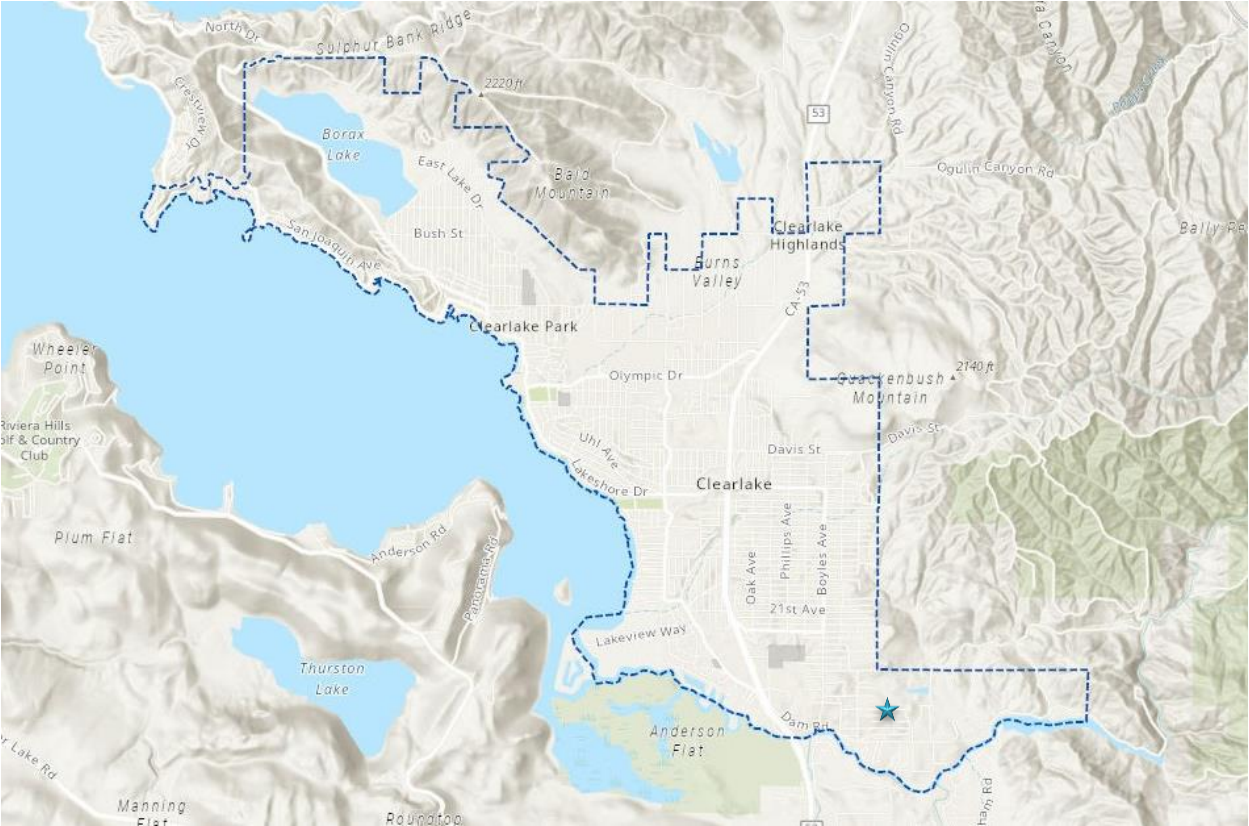 North Dr
Sulphur Bank Ridge
Ogulin Canyon Rd
Canyon
Crestview Dr
2220 ft
53
Borax
Lake
East Lake Dr
Bald
Mountain
Ogulin Canyon Rd
Bush St
San Joaquin Ave
Clearlake
Highlands
Burns
Valley
CA-53
Clearlake Park
Wheeler
Point
Olympic Dr
2140 ft
Quackenbush
Mountain
Riviera Hills
olf & Country
Club
Davis St
Davis St
Uhl Ave
Lakeshore Dr
Clearlake
Plum Flat
Anderson Rd
Panorama Rd
Oak Ave
Phillips Ave
Boyles Ave
21st Ave
Lakeview Way
Thurston
Lake
Dam Rd
Anderson
Flat
Lake Rd
Manning
Flat
Roundtop